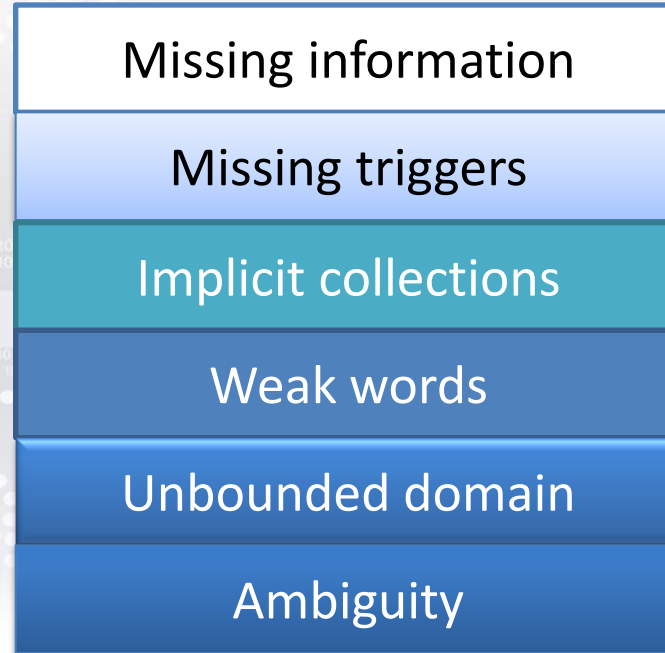 Missing information
Missing triggers
Implicit collections
Weak words
Unbounded domain
Ambiguity